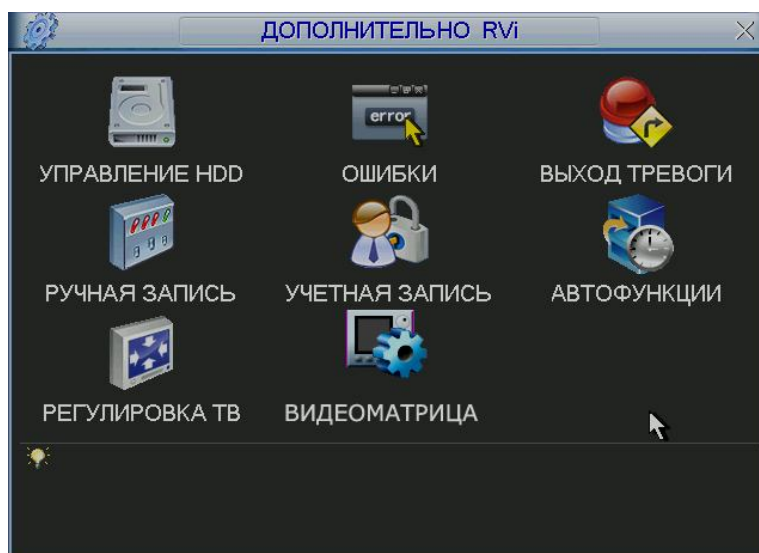 ДОПОЛНИТЕЛЬНО RVi
error
УПРАВЛЕНИЕ HDD
ОШИБКИ
ВЫХОД ТРЕВОГИ
РУЧНАЯ ЗАПИСЬ
УЧЕТНАЯ ЗАПИСЬ
АВТОФУНКЦИИ
РЕГУЛИРОВКА ТВ
ВИДЕОМАТРИЦА